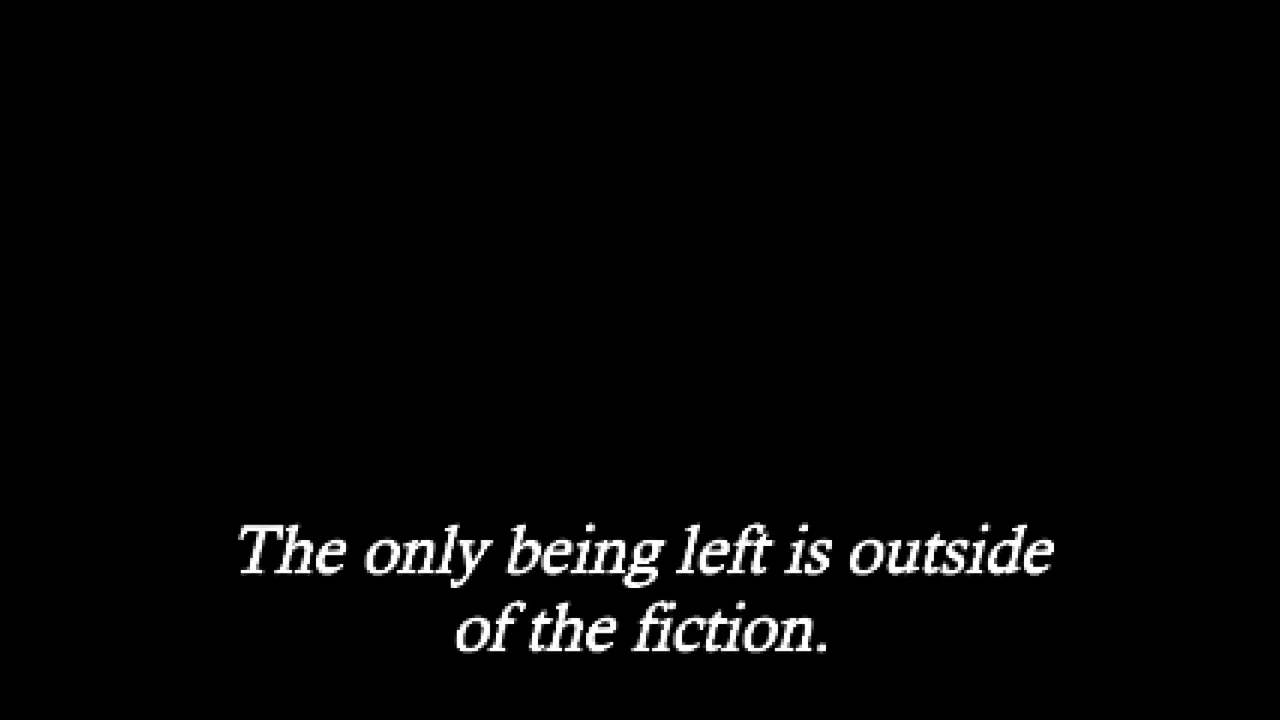 The only being left is outside
of the fiction.